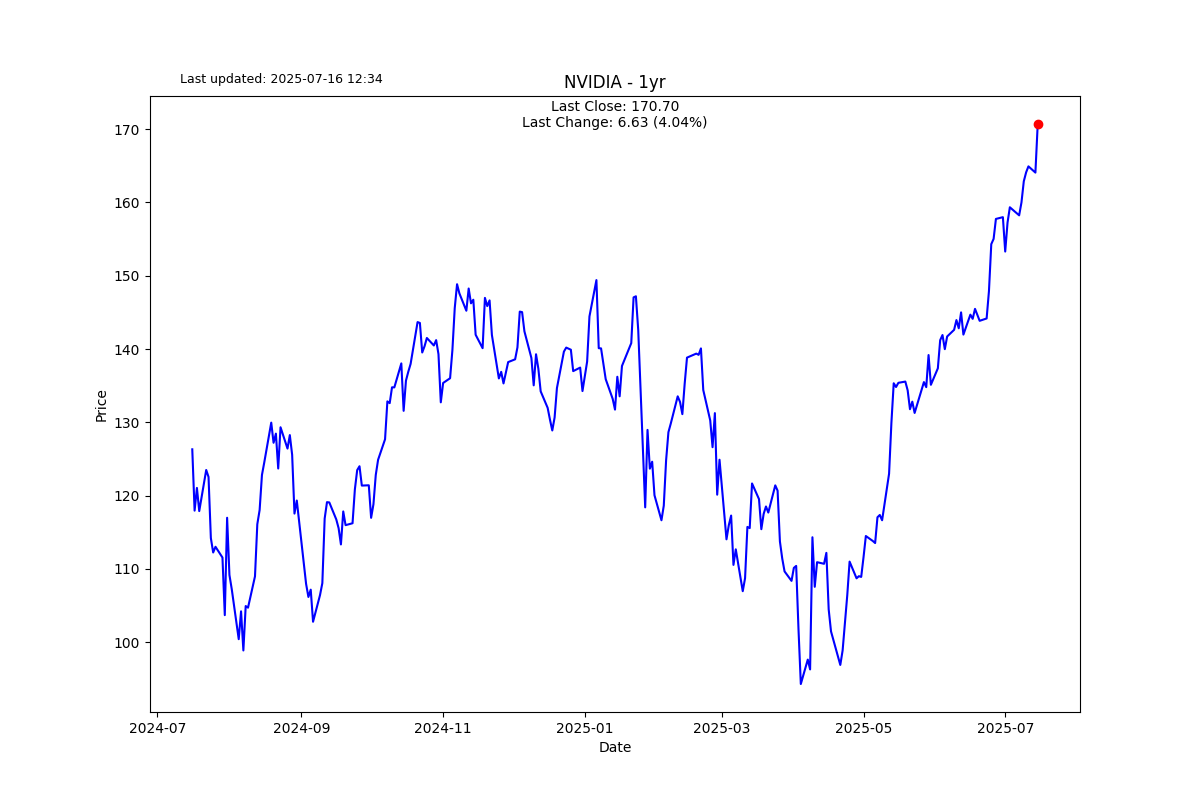 Last updated: 2025-07-16 12:34
NVIDIA - 1yr
Last Close: 170.70
Last Change: 6.63 (4.04%)
170
160
150
140
130
120
110
100
Price
2024-07
2024-09
2024-11
2025-01
2025-03
2025-05
2025-07
Date